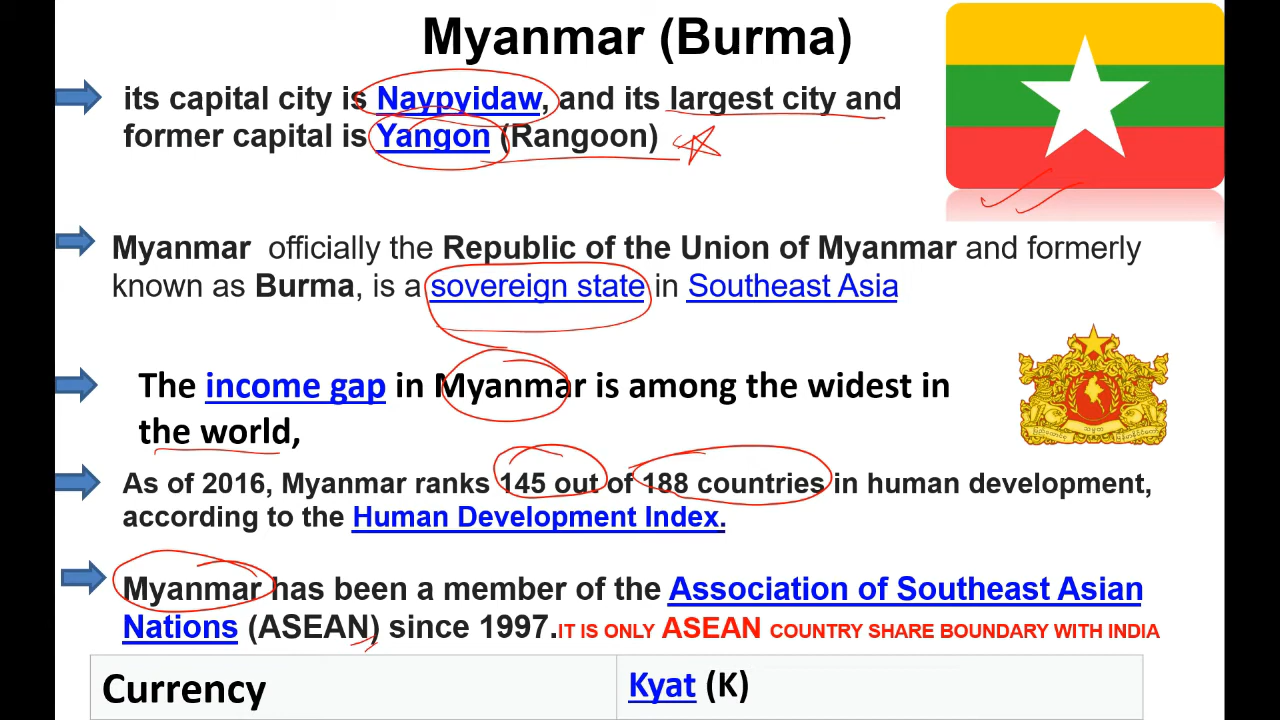 Myanmar (Burma)
its capital city is Naypyidaw, and its largest city and
former capital is Yangon (Rangoon)
Myanmar officially the Republic of the Union of Myanmar and formerly
known as Burma, is a sovereign state in Southeast Asia
The income gap in Myanmar is among the widest in
the world,
As of 2016, Myanmar ranks 145 out of 188 countries in human development,
according to the Human Development Index.
Myanmar has been a member of the Association of Southeast Asian
Nations (ASEAN) since 1997.IT IS ONLY ASEAN COUNTRY SHARE BOUNDARY WITH INDIA
Currency Kyat (K)